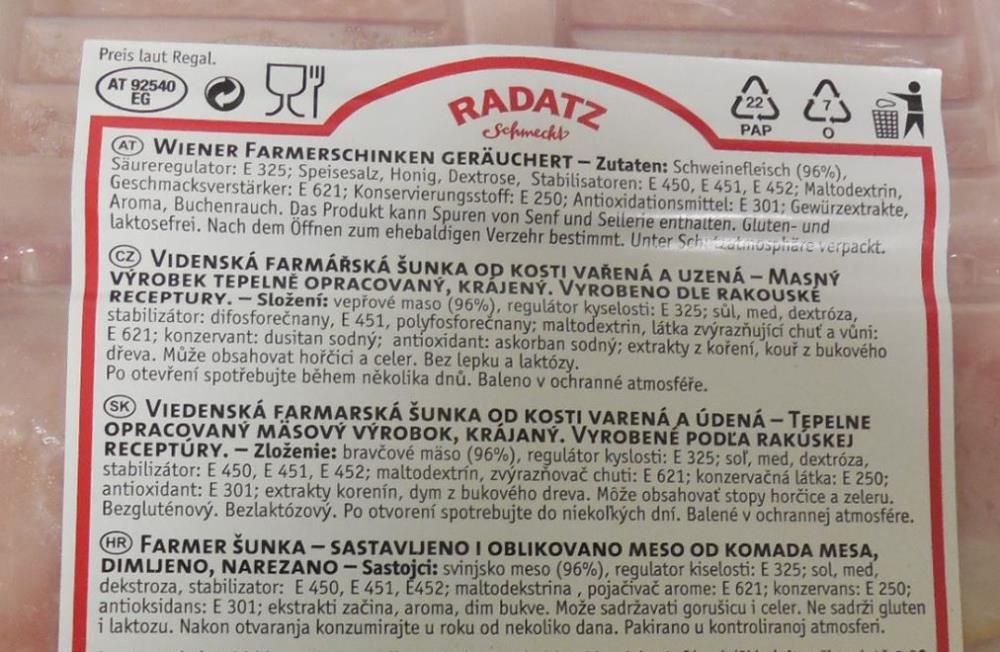 Preis laut Regal.
AT 92540
EG
RADATZ
Schmeckt
22
PAP
7
O
AT WIENER FARMERSCHINKEN GERÄUCHERT – Zutaten: Schweinefleisch (96%),
Säureregulator: E 325; Speisesalz, Honig, Dextrose, Stabilisatoren: E 450, E 451, E 452; Maltodextrin,
Geschmacksverstärker: E 621; Konservierungsstoff: E 250; Antioxidationsmittel: E 301; Gewürzextrakte,
Aroma, Buchenrauch. Das Produkt kann Spuren von Senf und Sellerie enthalten. Gluten- und
laktosefrei. Nach dem Öffnen zum ehebaldigen Verzehr bestimmt. Unter Schutzatmosphäre verpackt.
CZ VIDENSKÁ FARMÁŘSKÁ ŠUNKA OD KOSTI VAŘENÁ A UZENÁ – MASNÝ
VÝROBEK TEPELNĚ OPRACOVANÝ, KRÁJENÝ. VYROBENO DLE RAKOUSKÉ
RECEPTURY. – Složení: vepřové maso (96%), regulátor kyselosti: E 325; sůl, med, dextróza,
stabilizátor: difosforečnany, E 451, polyfosforečnany; maltodextrin, látka zvýrazňující chuť a vůni:
E 621; konzervant: dusitan sodný; antioxidant: askorban sodný; extrakty z koření, kouř z bukového
dřeva. Může obsahovat hořčici a celer. Bez lepku a laktózy.
Po otevření spotřebujte během několika dnů. Baleno v ochranné atmosféře.
SK VIEDENSKÁ FARMARSKÁ ŠUNKA OD KOSTI VARENÁ A ÚDENÁ – TEPELNE
OPRACOVANÝ MÄSOVÝ VÝROBOK, KRÁJANÝ. VYROBENÉ PODĽA RAKÚSKEJ
RECEPTÚRY. – Zloženie: bravčové mäso (96%), regulátor kyslosti: E 325; soľ, med, dextróza,
stabilizátor: E 450, E 451, E 452; maltodextrín, zvýrazňovač chuti: E 621; konzervačná látka: E 250;
antioxidant: E 301; extrakty korenín, dym z bukového dreva. Môže obsahovať stopy horčice a zeleru.
Bezgluténový. Bezlaktózový. Po otvorení spotrebujte do niekoľkých dní. Balené v ochrannej atmosfére.
HR FARMER ŠUNKA – SASTAVLJENO I OBLIKOVANO MESO OD KOMADA MESA,
DIMLJENO, NAREZANO – Sastojci: svinjsko meso (96%), regulator kiselosti: E 325; sol, med,
dekstroza, stabilizator: E 450, E 451, E452; maltodekstrina , pojačivač arome: E 621; konzervans: E 250;
antioksidans: E 301; ekstrakti začina, aroma, dim bukve. Može sadržavati gorušicu i celer. Ne sadrži gluten
i laktozu. Nakon otvaranja konzumirajte u roku od nekoliko dana. Pakirano u kontroliranoj atmosferi.